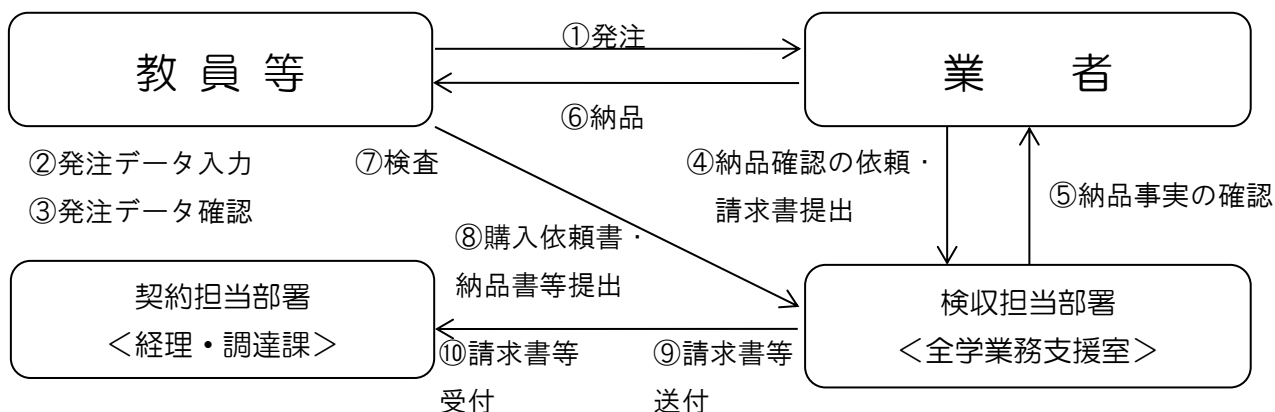 ①発注
教 員 等
業　　者
⑥納品
②発注データ入力
⑦検査
④納品確認の依頼・
請求書提出
⑤納品事実の確認
③発注データ確認
⑧購入依頼書・
納品書等提出
契約担当部署
＜経理・調達課＞
検収担当部署
＜全学業務支援室＞
⑩請求書等
受付
⑨請求書等
送付